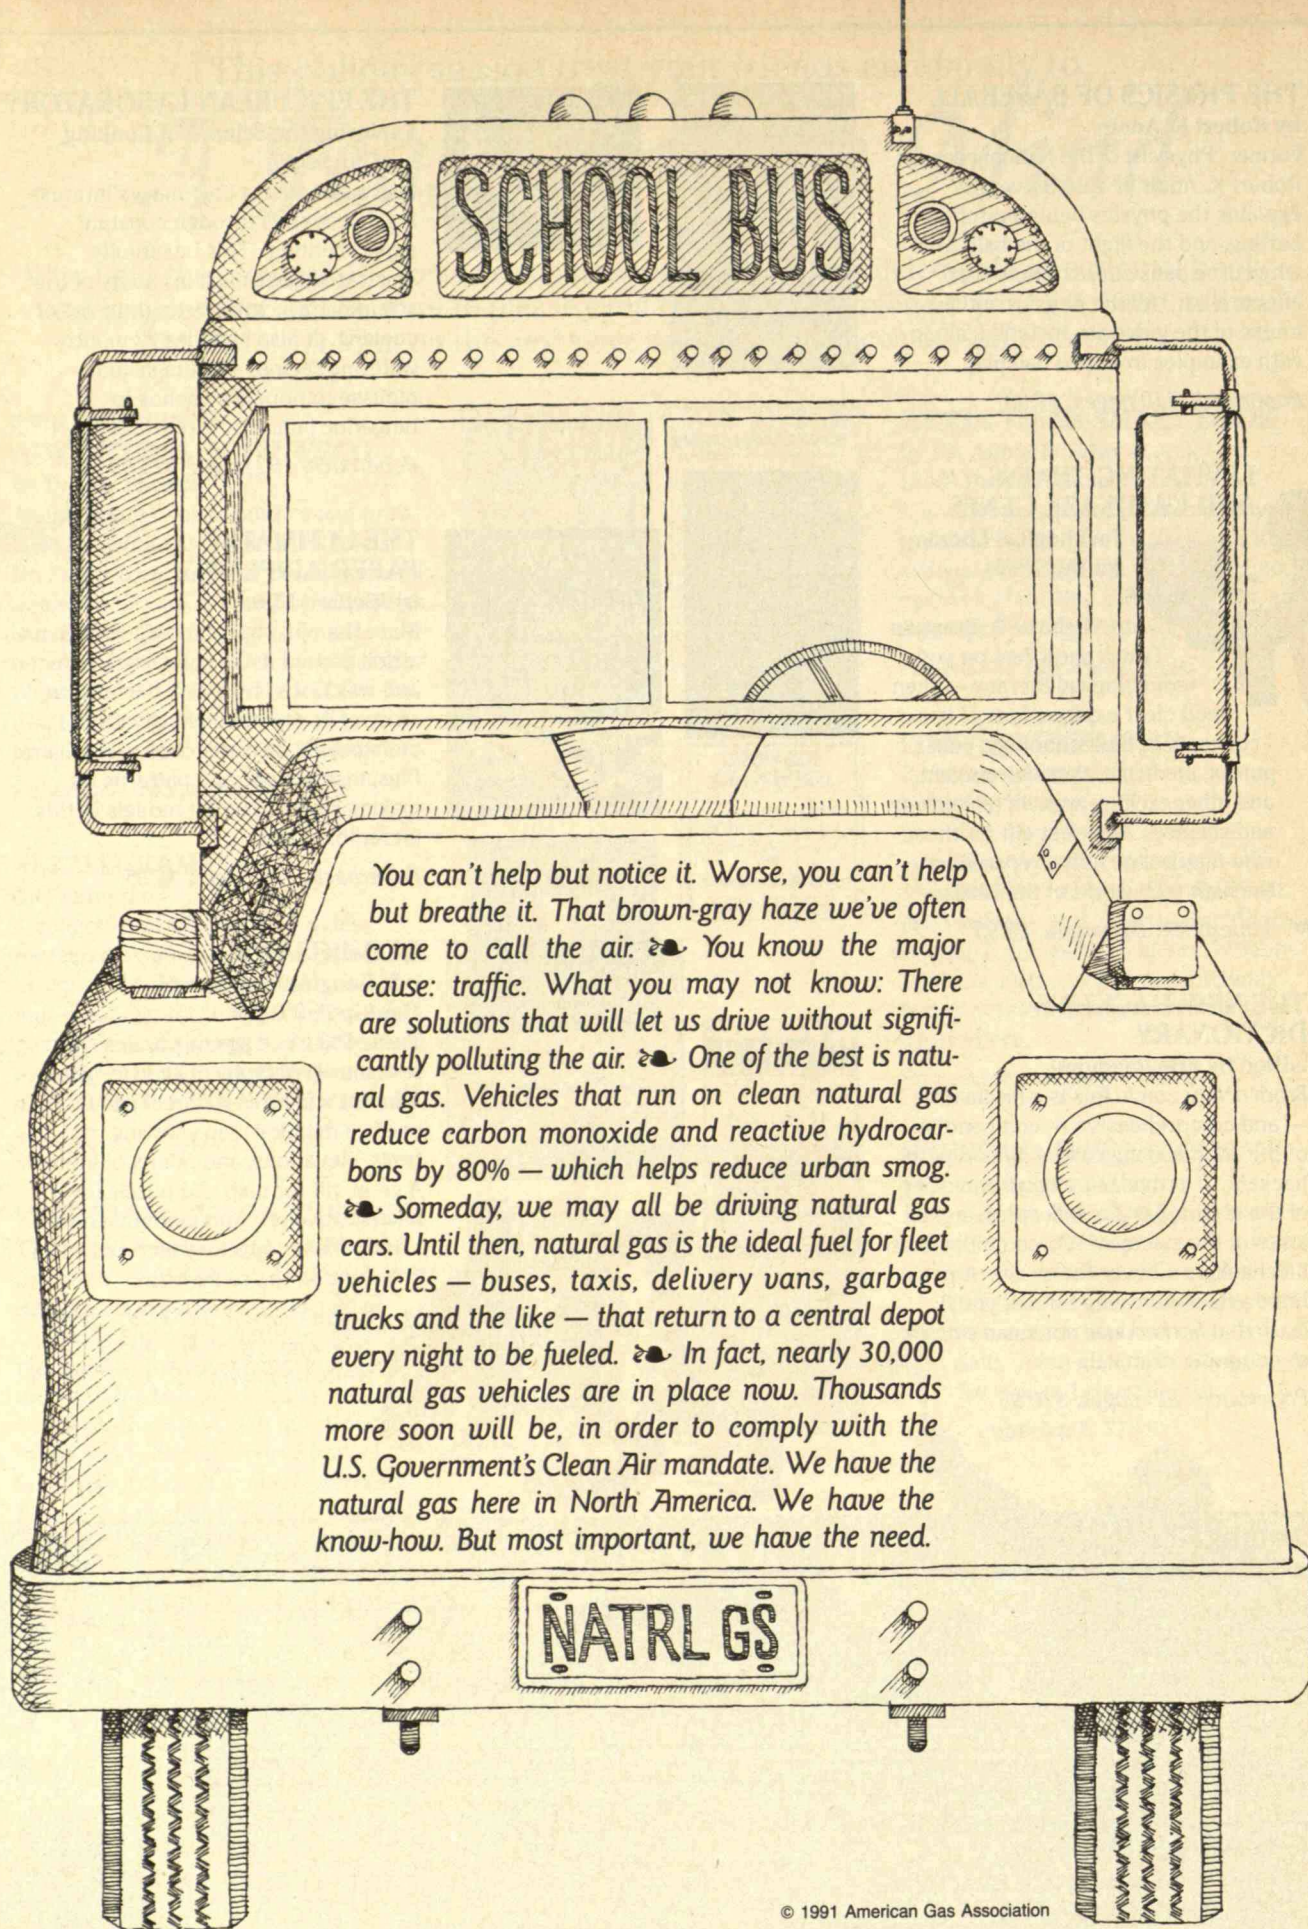 SCHOOL BUS
You can't help but notice it. Worse, you can't help
but breathe it. That brown-gray haze we've often
come to call the air. ❧ You know the major
cause: traffic. What you may not know: There
are solutions that will let us drive without signifi-
cantly polluting the air. ❧ One of the best is natu-
ral gas. Vehicles that run on clean natural gas
reduce carbon monoxide and reactive hydrocar-
bons by 80% — which helps reduce urban smog.
❧ Someday, we may all be driving natural gas
cars. Until then, natural gas is the ideal fuel for fleet
vehicles — buses, taxis, delivery vans, garbage
trucks and the like — that return to a central depot
every night to be fueled. ❧ In fact, nearly 30,000
natural gas vehicles are in place now. Thousands
more soon will be, in order to comply with the
U.S. Government's Clean Air mandate. We have the
natural gas here in North America. We have the
know-how. But most important, we have the need.
NATRL GS
© 1991 American Gas Association